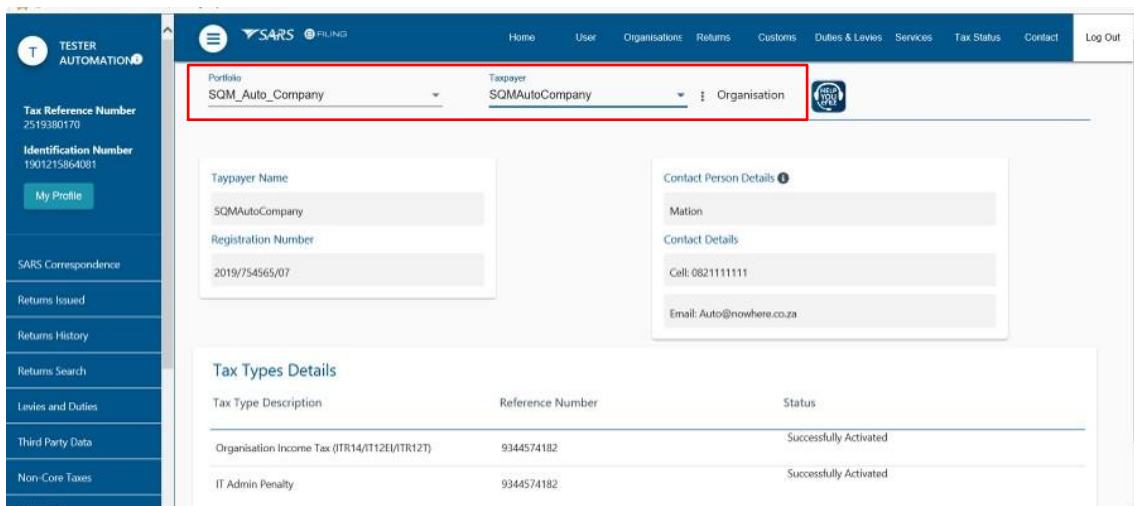 SARS eFILING
Home User Organisations Returns Customs Duties & Levies Services Tax Status Contact Log Out
T
TESTER
AUTOMATION
Tax Reference Number
2519380170
Identification Number
1901215864081
My Profile
SARS Correspondence
Returns Issued
Returns History
Returns Search
Levies and Duties
Third Party Data
Non-Core Taxes
Portfolio
SQM_Auto_Company
Taxpayer
SQMAutoCompany
Organisation
HELP
YOU
eFILE
Taypayer Name
SQMAutoCompany
Registration Number
2019/754565/07
Contact Person Details
Mation
Contact Details
Cell: 0821111111
Email: Auto@nowhere.co.za
Tax Types Details
Tax Type Description Reference Number Status
Organisation Income Tax (ITR14/IT12EI/ITR12T) 9344574182 Successfully Activated
IT Admin Penalty 9344574182 Successfully Activated